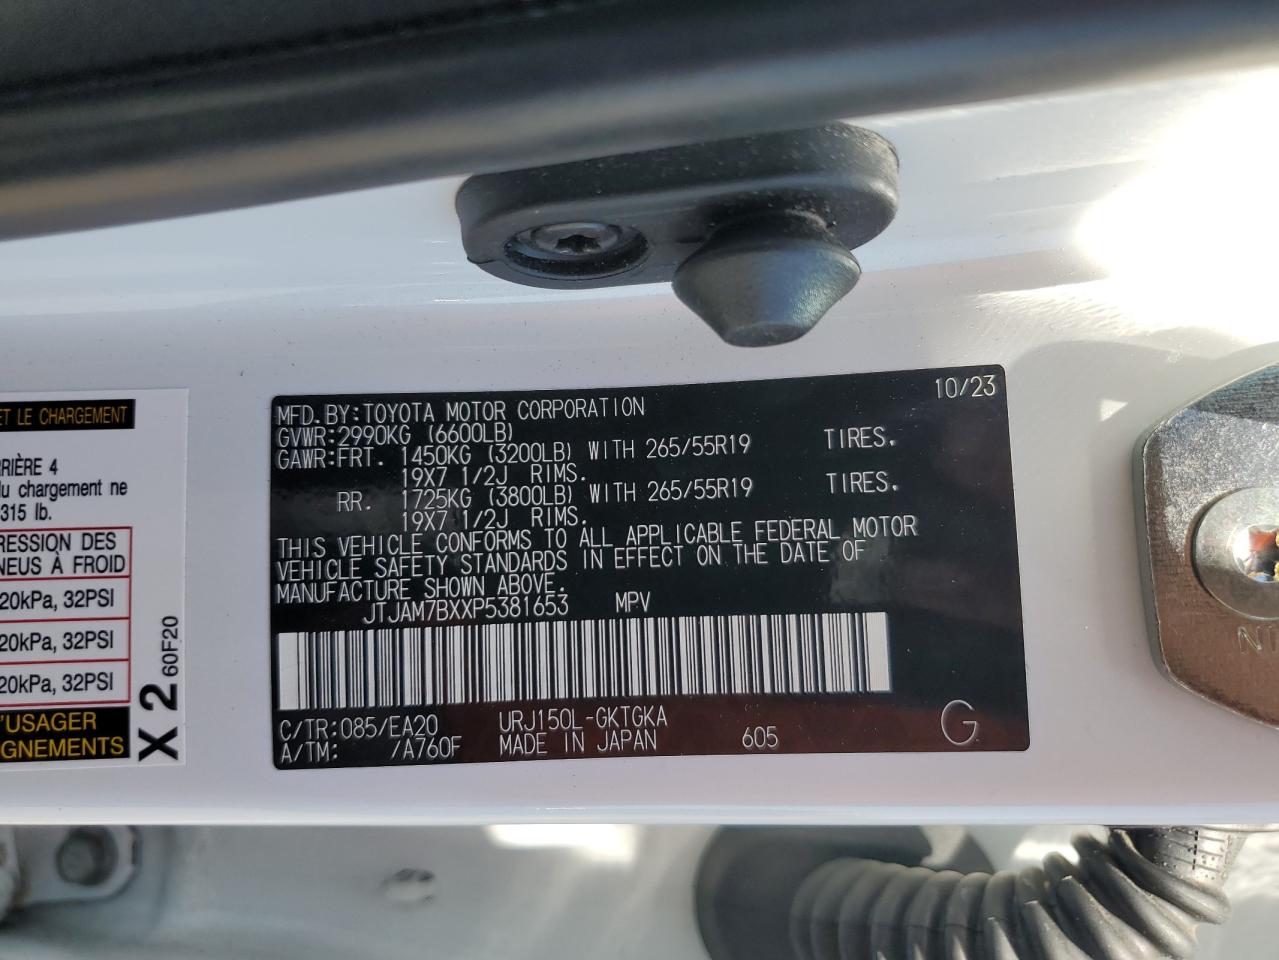 ET LE CHARGEMENT
RIÈRE 4
du chargement ne
315 lb.
RESSION DES
NEUS À FROID
20kPa, 32PSI
20kPa, 32PSI
20kPa, 32PSI
'USAGER
GNEMENTS
X 2 60F20
10/23
MFD.BY:TOYOTA MOTOR CORPORATION
GVWR:2990KG (6600LB)
GAWR:FRT. 1450KG (3200LB) WITH 265/55R19 TIRES.
19X7 1/2J RIMS.
RR. 1725KG (3800LB) WITH 265/55R19 TIRES.
19X7 1/2J RIMS.
THIS VEHICLE CONFORMS TO ALL APPLICABLE FEDERAL MOTOR
VEHICLE SAFETY STANDARDS IN EFFECT ON THE DATE OF
MANUFACTURE SHOWN ABOVE.
JTJAM7BXXP5381653 MPV
C/TR:085/EA20 URJ150L-GKTGKA
A/TM: /A760F MADE IN JAPAN 605 G